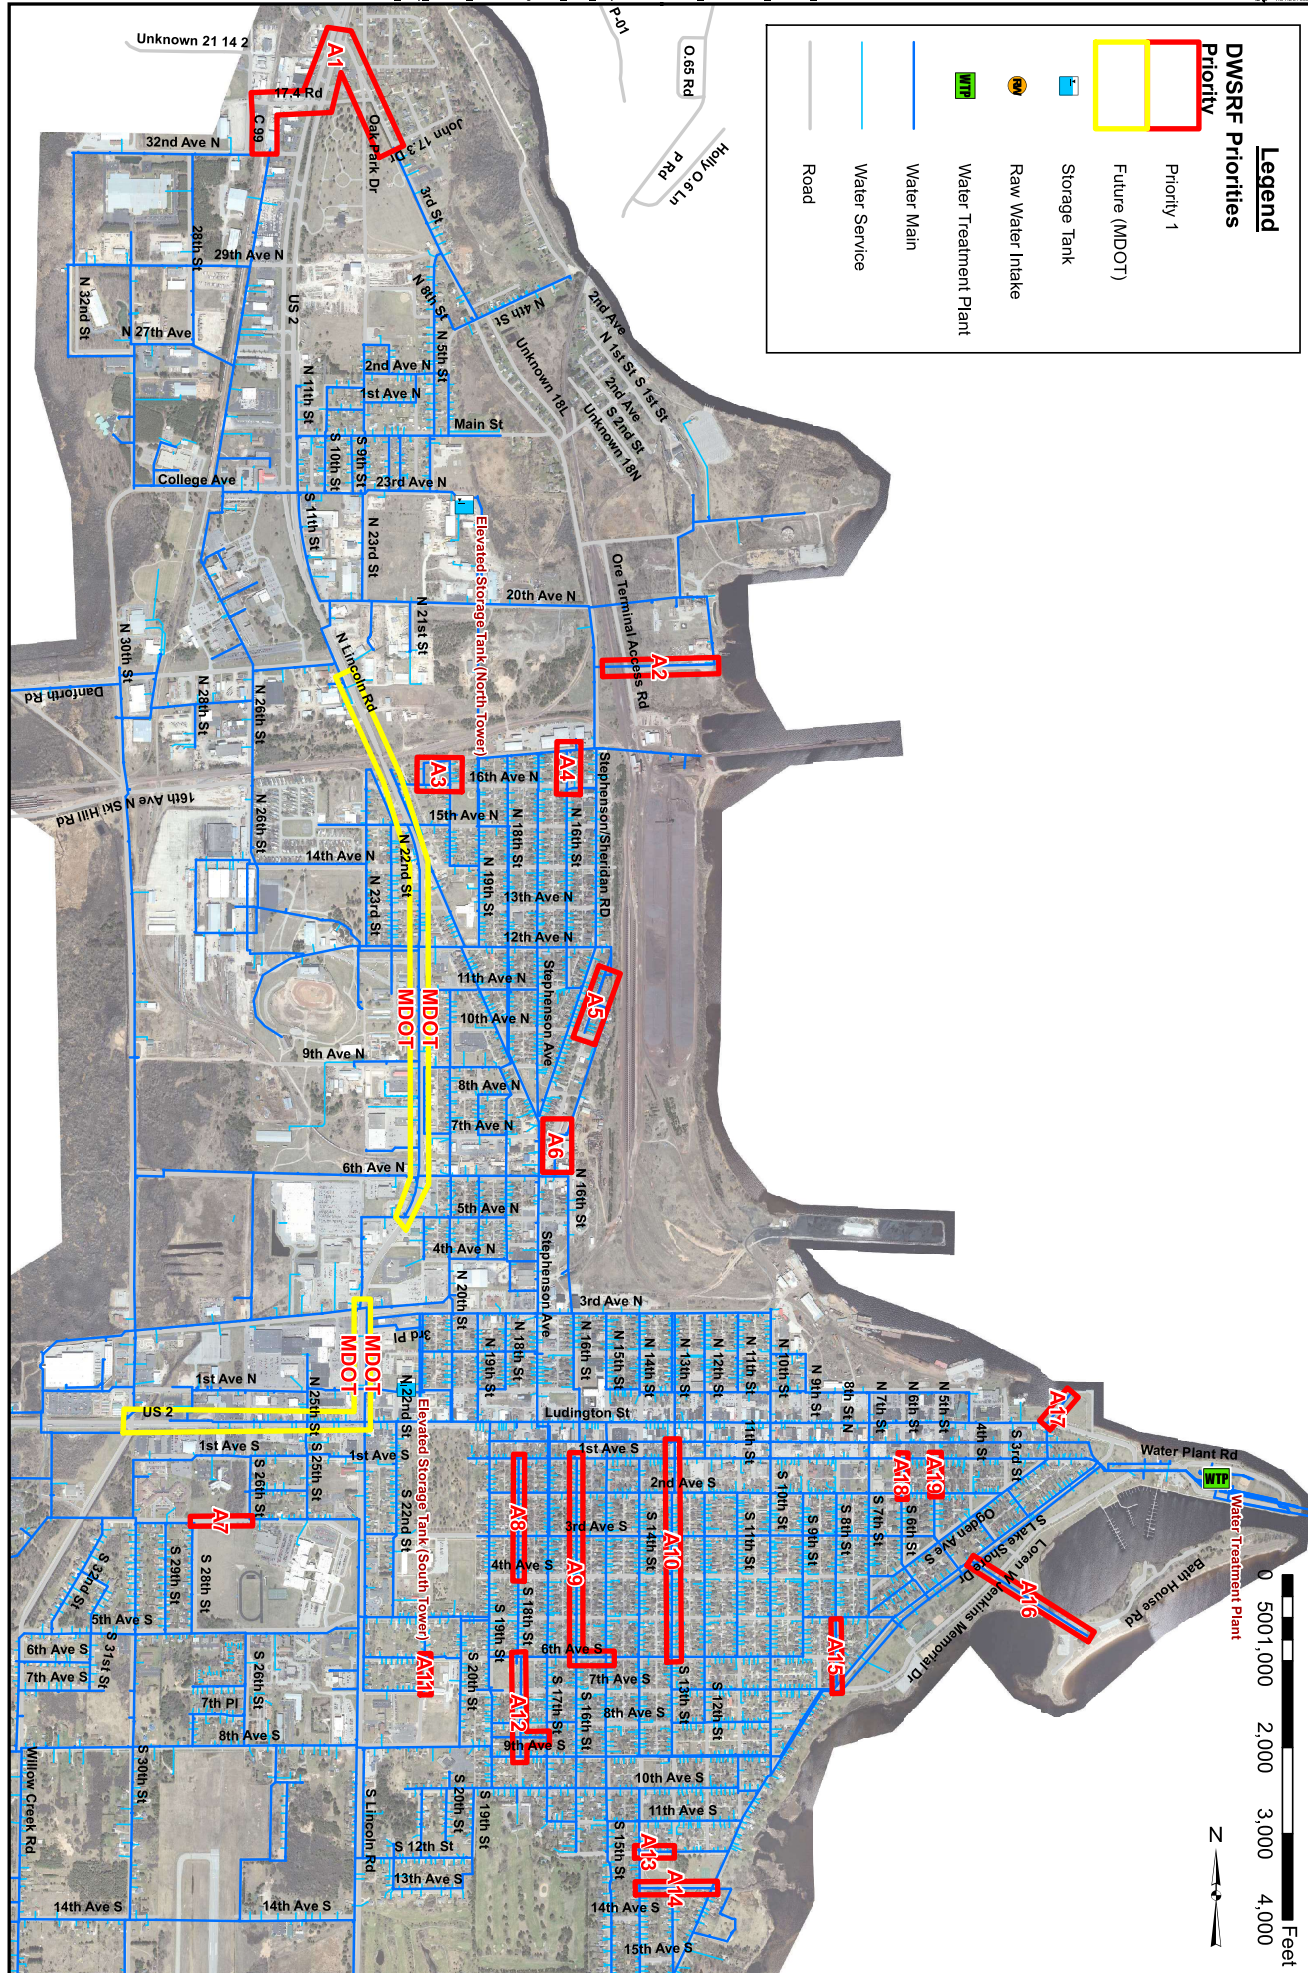 Legend
DWSRF Priorities
Priority
Priority 1
Future (MDOT)
Storage Tank
RW
Raw Water Intake
WTP
Water Treatment Plant
Water Main
Water Service
Road
Unknown 21 14 2
P-01
O.65 Rd
P Rd
Holly O.6 Ln
A1
17.4 Rd
C 99
32nd Ave N
Oak Park Dr
John 17.3 Dr
3rd St
28th St
29th Ave N
N 32nd St
N 27th Ave
US 2
N 8th St
N 4th St
N 5th St
2nd Ave N
1st Ave N
N 11th St
Main St
2nd Ave
N 1st St
S 1st St
2nd Ave
S 2nd St
Unknown 18L
Unknown 18N
S 10th St
S 9th St
College Ave
23rd Ave N
S 11th St
N 23rd St
Elevated Storage Tank (North Tower)
20th Ave N
Ore Terminal Access Rd
N 21st St
N 30th St
N Lincoln Rd
A2
Danforth Rd
N 28th St
N 26th St
A3
16th Ave N
A4
Stephenson/Sheridan RD
16th Ave N Ski Hill Rd
N 26th St
15th Ave N
N 18th St
N 16th St
14th Ave N
N 22nd St
N 23rd St
N 19th St
13th Ave N
12th Ave N
11th Ave N
Stephenson Ave
A5
MDOT
MDOT
10th Ave N
9th Ave N
8th Ave N
7th Ave N
A6
6th Ave N
N 16th St
5th Ave N
4th Ave N
Stephenson Ave
N 20th St
3rd Ave N
3rd Pl
N 19th St
N 18th St
N 16th St
N 15th St
N 14th St
N 13th St
N 12th St
N 11th St
N 10th St
N 9th St
8th St N
N 7th St
N 6th St
N 5th St
MDOT
MDOT
1st Ave N
N 25th St
N 22nd St
US 2
Ludington St
4th St
S 3rd St
A17
Water Plant Rd
WTP
Water Treatment Plant
Elevated Storage Tank (South Tower)
1st Ave S
1st Ave S
1st Ave S
11th St
S 25th St
S 26th St
S 22nd St
2nd Ave S
S 10th St
A18
A19
A7
A8
3rd Ave S
A9
S 14th St
A10
S 11th St
S 9th St
S 8th St
S 7th St
S 6th St
Ogden Ave S
S Lake Shore Dr
Loren W Jenkins Memorial Dr
A16
Bath House Rd
4th Ave S
S 32nd St
S 29th St
S 28th St
5th Ave S
S 18th St
S 19th St
6th Ave S
6th Ave S
S 31st St
7th Ave S
S 26th St
A11
S 20th St
A12
S 17th St
S 16th St
7th Ave S
S 13th St
S 12th St
A15
7th Pl
8th Ave S
8th Ave S
9th Ave S
Willow Creek Rd
S 30th St
S Lincoln Rd
S 20th St
S 19th St
10th Ave S
11th Ave S
S 12th St
S 15th St
A13
13th Ave S
A14
14th Ave S
14th Ave S
14th Ave S
15th Ave S
0
500
1,000
2,000
3,000
4,000
Feet
N